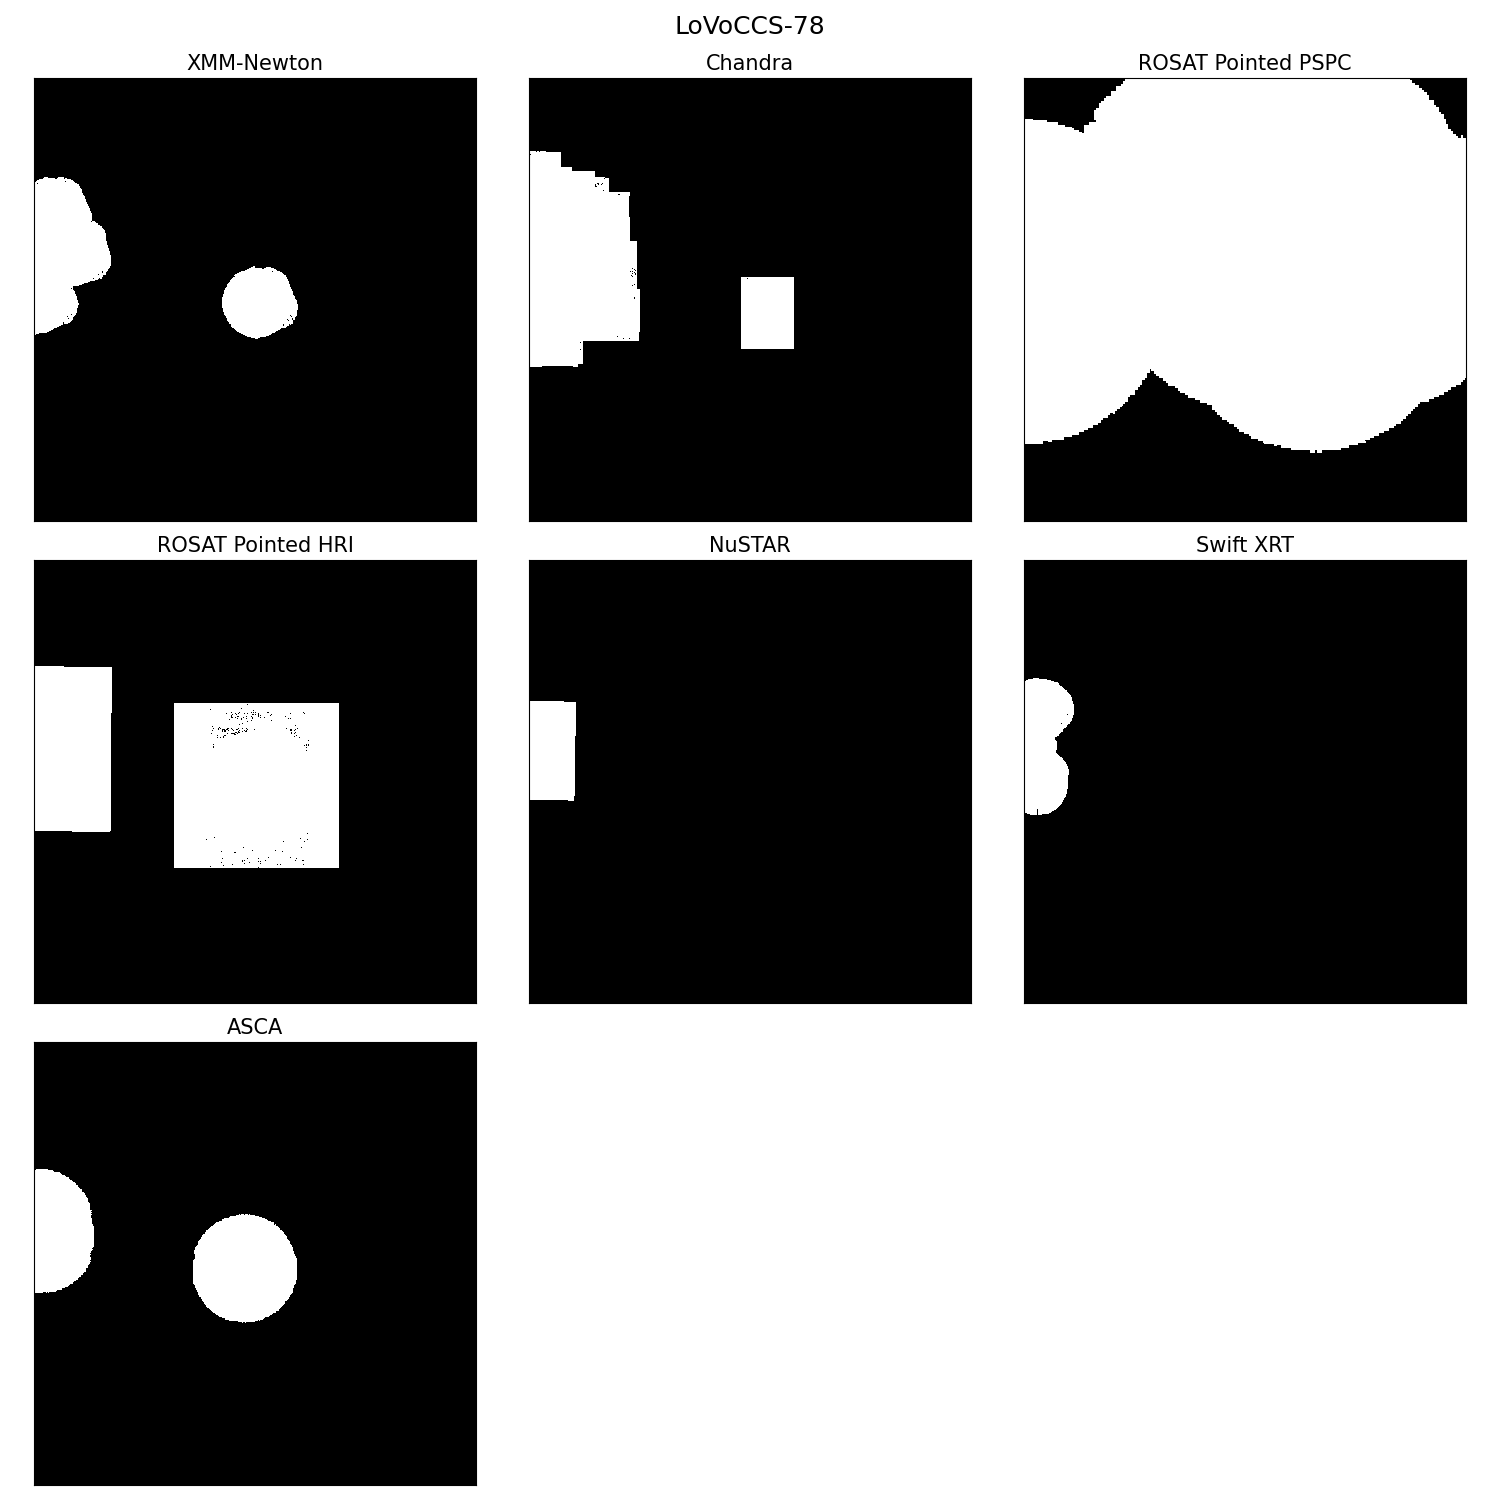 LoVoCCS-78
XMM-Newton
Chandra
ROSAT Pointed PSPC
ROSAT Pointed HRI
NuSTAR
Swift XRT
ASCA